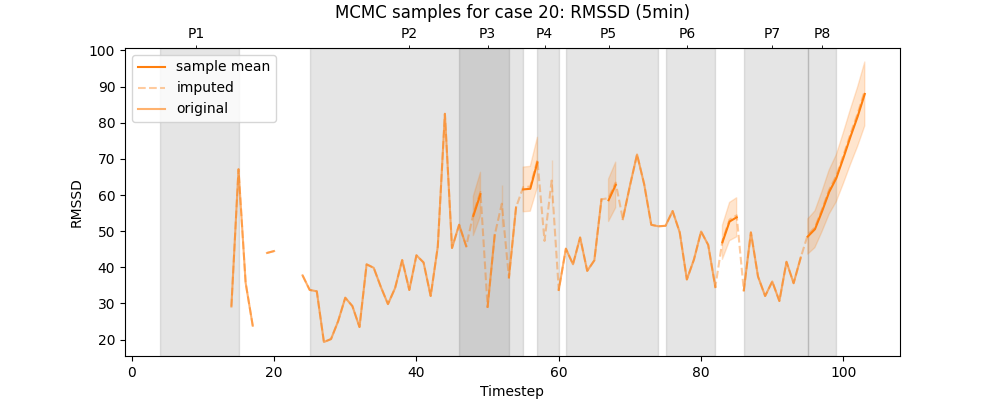 MCMC samples for case 20: RMSSD (5min)
P1 P2 P3 P4 P5 P6 P7 P8
sample mean
imputed
original
RMSSD
100
90
80
70
60
50
40
30
20
0 20 40 60 80 100
Timestep